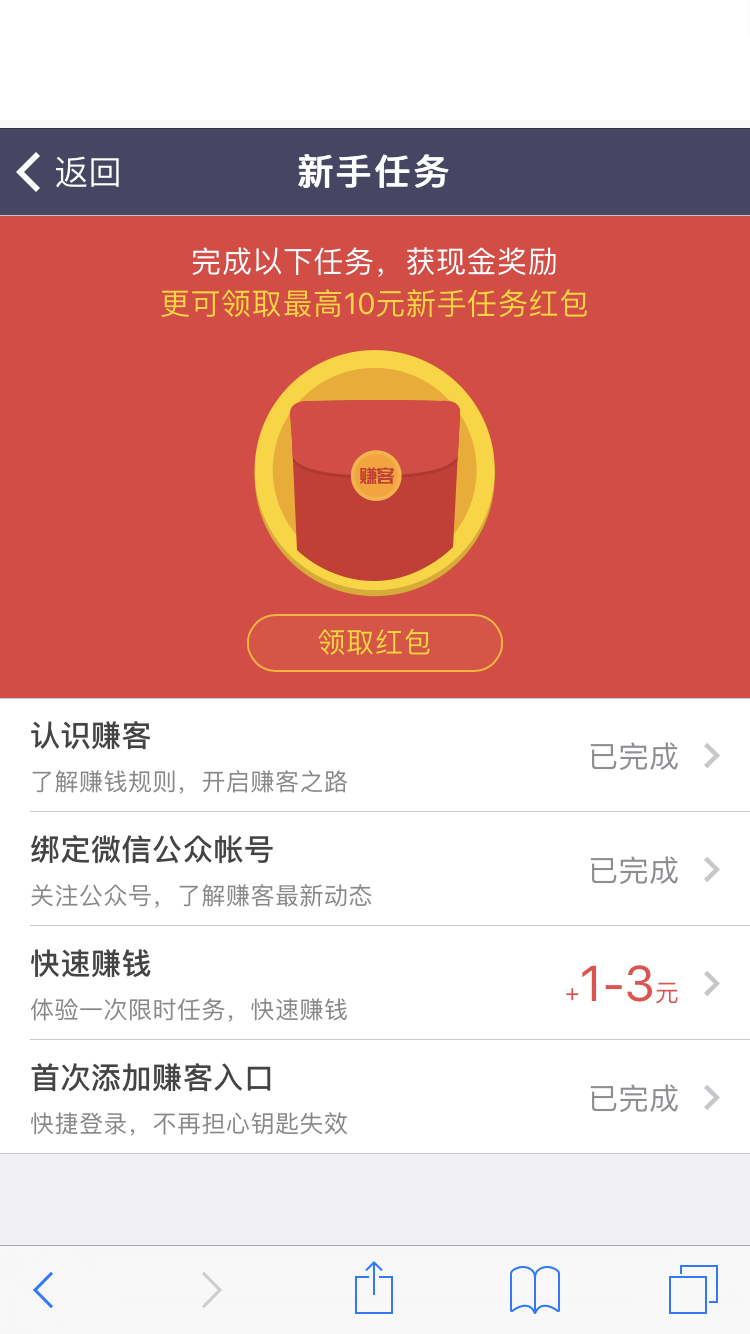 返回
新手任务
完成以下任务，获现金奖励
更可领取最高10元新手任务红包
赚客
领取红包
认识赚客
已完成
了解赚钱规则，开启赚客之路
绑定微信公众帐号
已完成
关注公众号，了解赚客最新动态
快速赚钱
+1-3元
体验一次限时任务，快速赚钱
首次添加赚客入口
已完成
快捷登录，不再担心钥匙失效